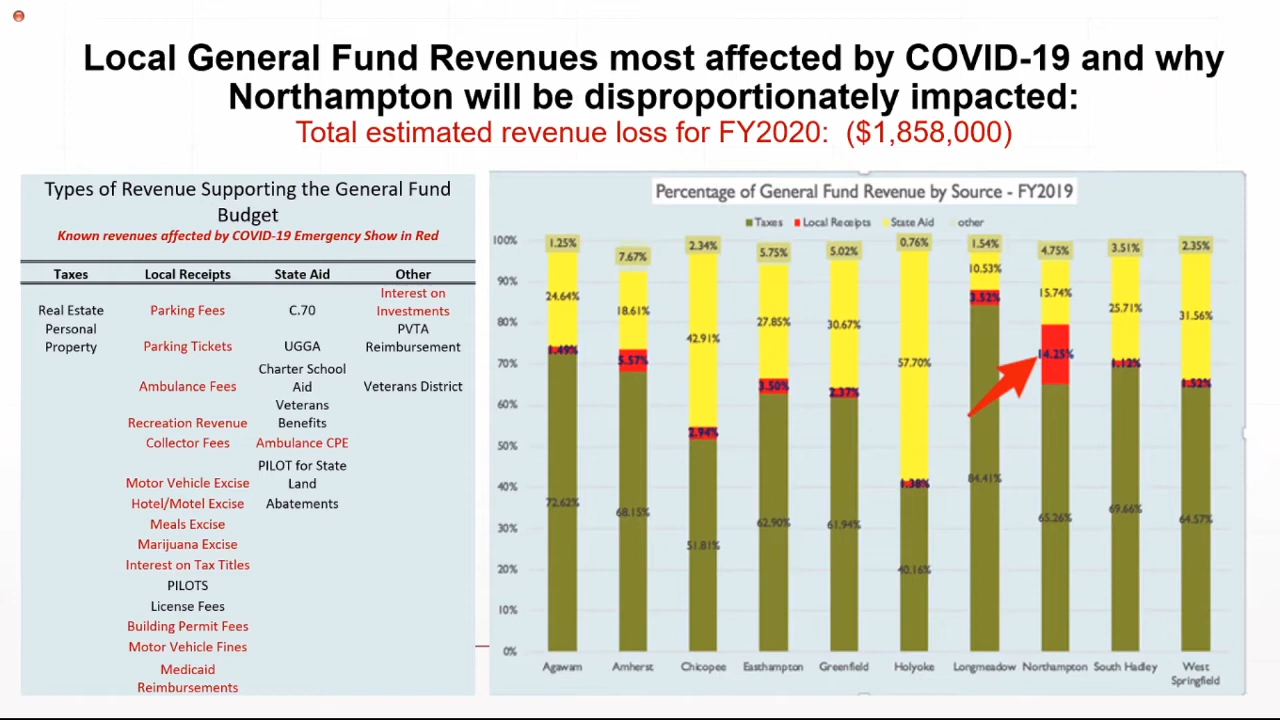 Local General Fund Revenues most affected by COVID-19 and why
Northampton will be disproportionately impacted:
Total estimated revenue loss for FY2020: ($1,858,000)
Types of Revenue Supporting the General Fund
Budget
Known revenues affected by COVID-19 Emergency Show in Red
Taxes Local Receipts State Aid Other
Real Estate
Personal
Property
Parking Fees
Parking Tickets
Ambulance Fees
Recreation Revenue
Collector Fees
Motor Vehicle Excise
Hotel/Motel Excise
Meals Excise
Marijuana Excise
Interest on Tax Titles
PILOTS
License Fees
Building Permit Fees
Motor Vehicle Fines
Medicaid
Reimbursements
C.70
UGGA
Charter School
Aid
Veterans
Benefits
Ambulance CPE
PILOT for State
Land
Abatements
Interest on
Investments
PVTA
Reimbursement
Veterans District
Percentage of General Fund Revenue by Source - FY2019
Taxes Local Receipts State Aid other
100%
90%
80%
70%
60%
50%
40%
30%
20%
10%
0%
1.25% 7.67% 2.34% 5.75% 5.02% 0.76% 1.54% 4.75% 3.51% 2.35%
24.64% 18.61% 42.91% 27.85% 30.67% 57.70% 10.53% 15.74% 25.71% 31.56%
1.49% 5.57% 2.94% 3.50% 2.37% 1.38% 3.52% 14.25% 1.12% 1.52%
72.62% 68.15% 51.81% 62.90% 61.94% 40.16% 84.41% 65.26% 69.66% 64.57%
Agawam Amherst Chicopee Easthampton Greenfield Holyoke Longmeadow Northampton South Hadley West
Springfield